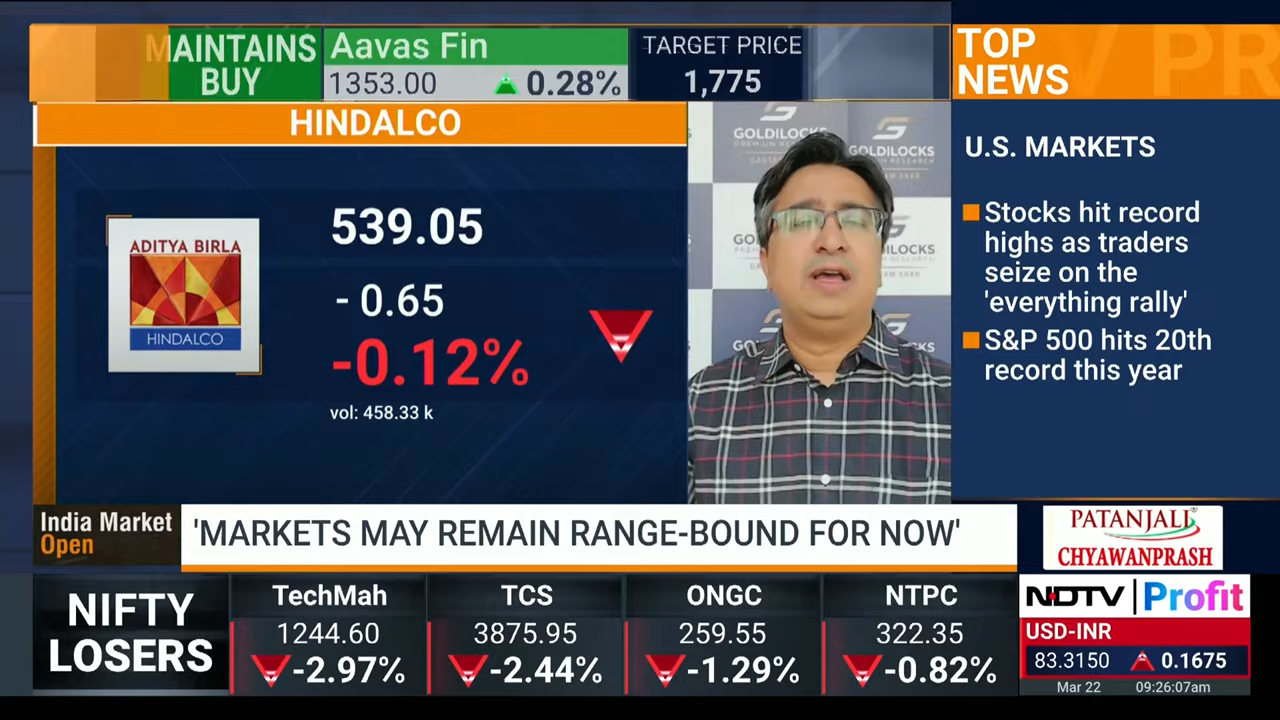 MAINTAINS
BUY
Aavas Fin
1353.00 0.28%
TARGET PRICE
1,775
TOP
NEWS
HINDALCO
ADITYA BIRLA
HINDALCO
539.05
- 0.65
-0.12%
vol: 458.33 k
GOLDILOCKS
PREMIUM RESEARCH
GOLDILOCKS
U.S. MARKETS
Stocks hit record
highs as traders
seize on the
'everything rally'
S&P 500 hits 20th
record this year
India Market
Open
'MARKETS MAY REMAIN RANGE-BOUND FOR NOW'
PATANJALI
CHYAWANPRASH
NIFTY
LOSERS
TechMah
1244.60
-2.97%
TCS
3875.95
-2.44%
ONGC
259.55
-1.29%
NTPC
322.35
-0.82%
NDTV Profit
USD-INR
83.3150 0.1675
Mar 22 09:26:07am